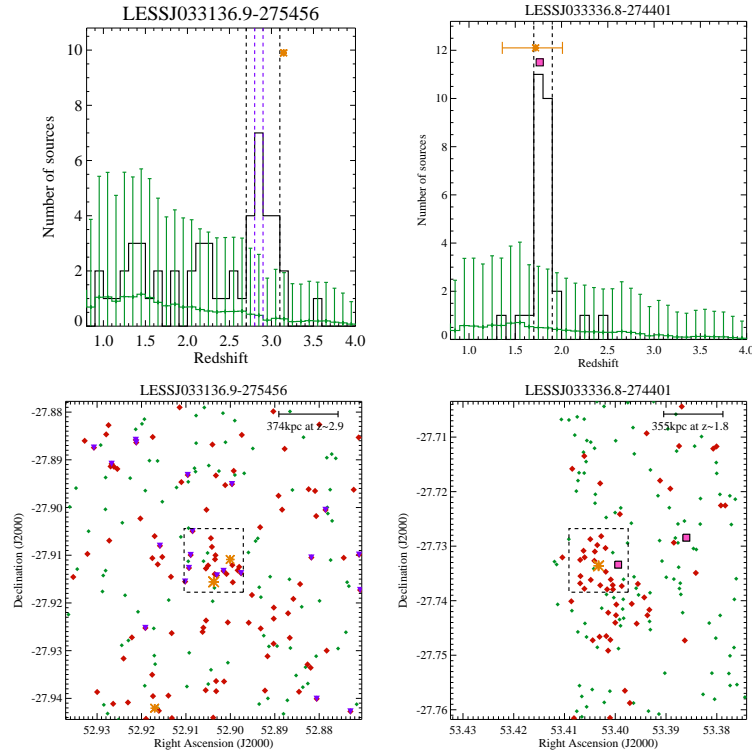 LESSJ033136.9-275456
10
8
6
4
2
0
Number of sources
1.0 1.5 2.0 2.5 3.0 3.5 4.0
Redshift
LESSJ033336.8-274401
12
10
8
6
4
2
0
Number of sources
1.0 1.5 2.0 2.5 3.0 3.5 4.0
Redshift
LESSJ033136.9-275456
374kpc at z~2.9
-27.88
-27.89
-27.90
-27.91
-27.92
-27.93
-27.94
Declination (J2000)
52.93 52.92 52.91 52.90 52.89 52.88
Right Ascension (J2000)
LESSJ033336.8-274401
355kpc at z~1.8
-27.71
-27.72
-27.73
-27.74
-27.75
-27.76
Declination (J2000)
53.43 53.42 53.41 53.40 53.39 53.38
Right Ascension (J2000)